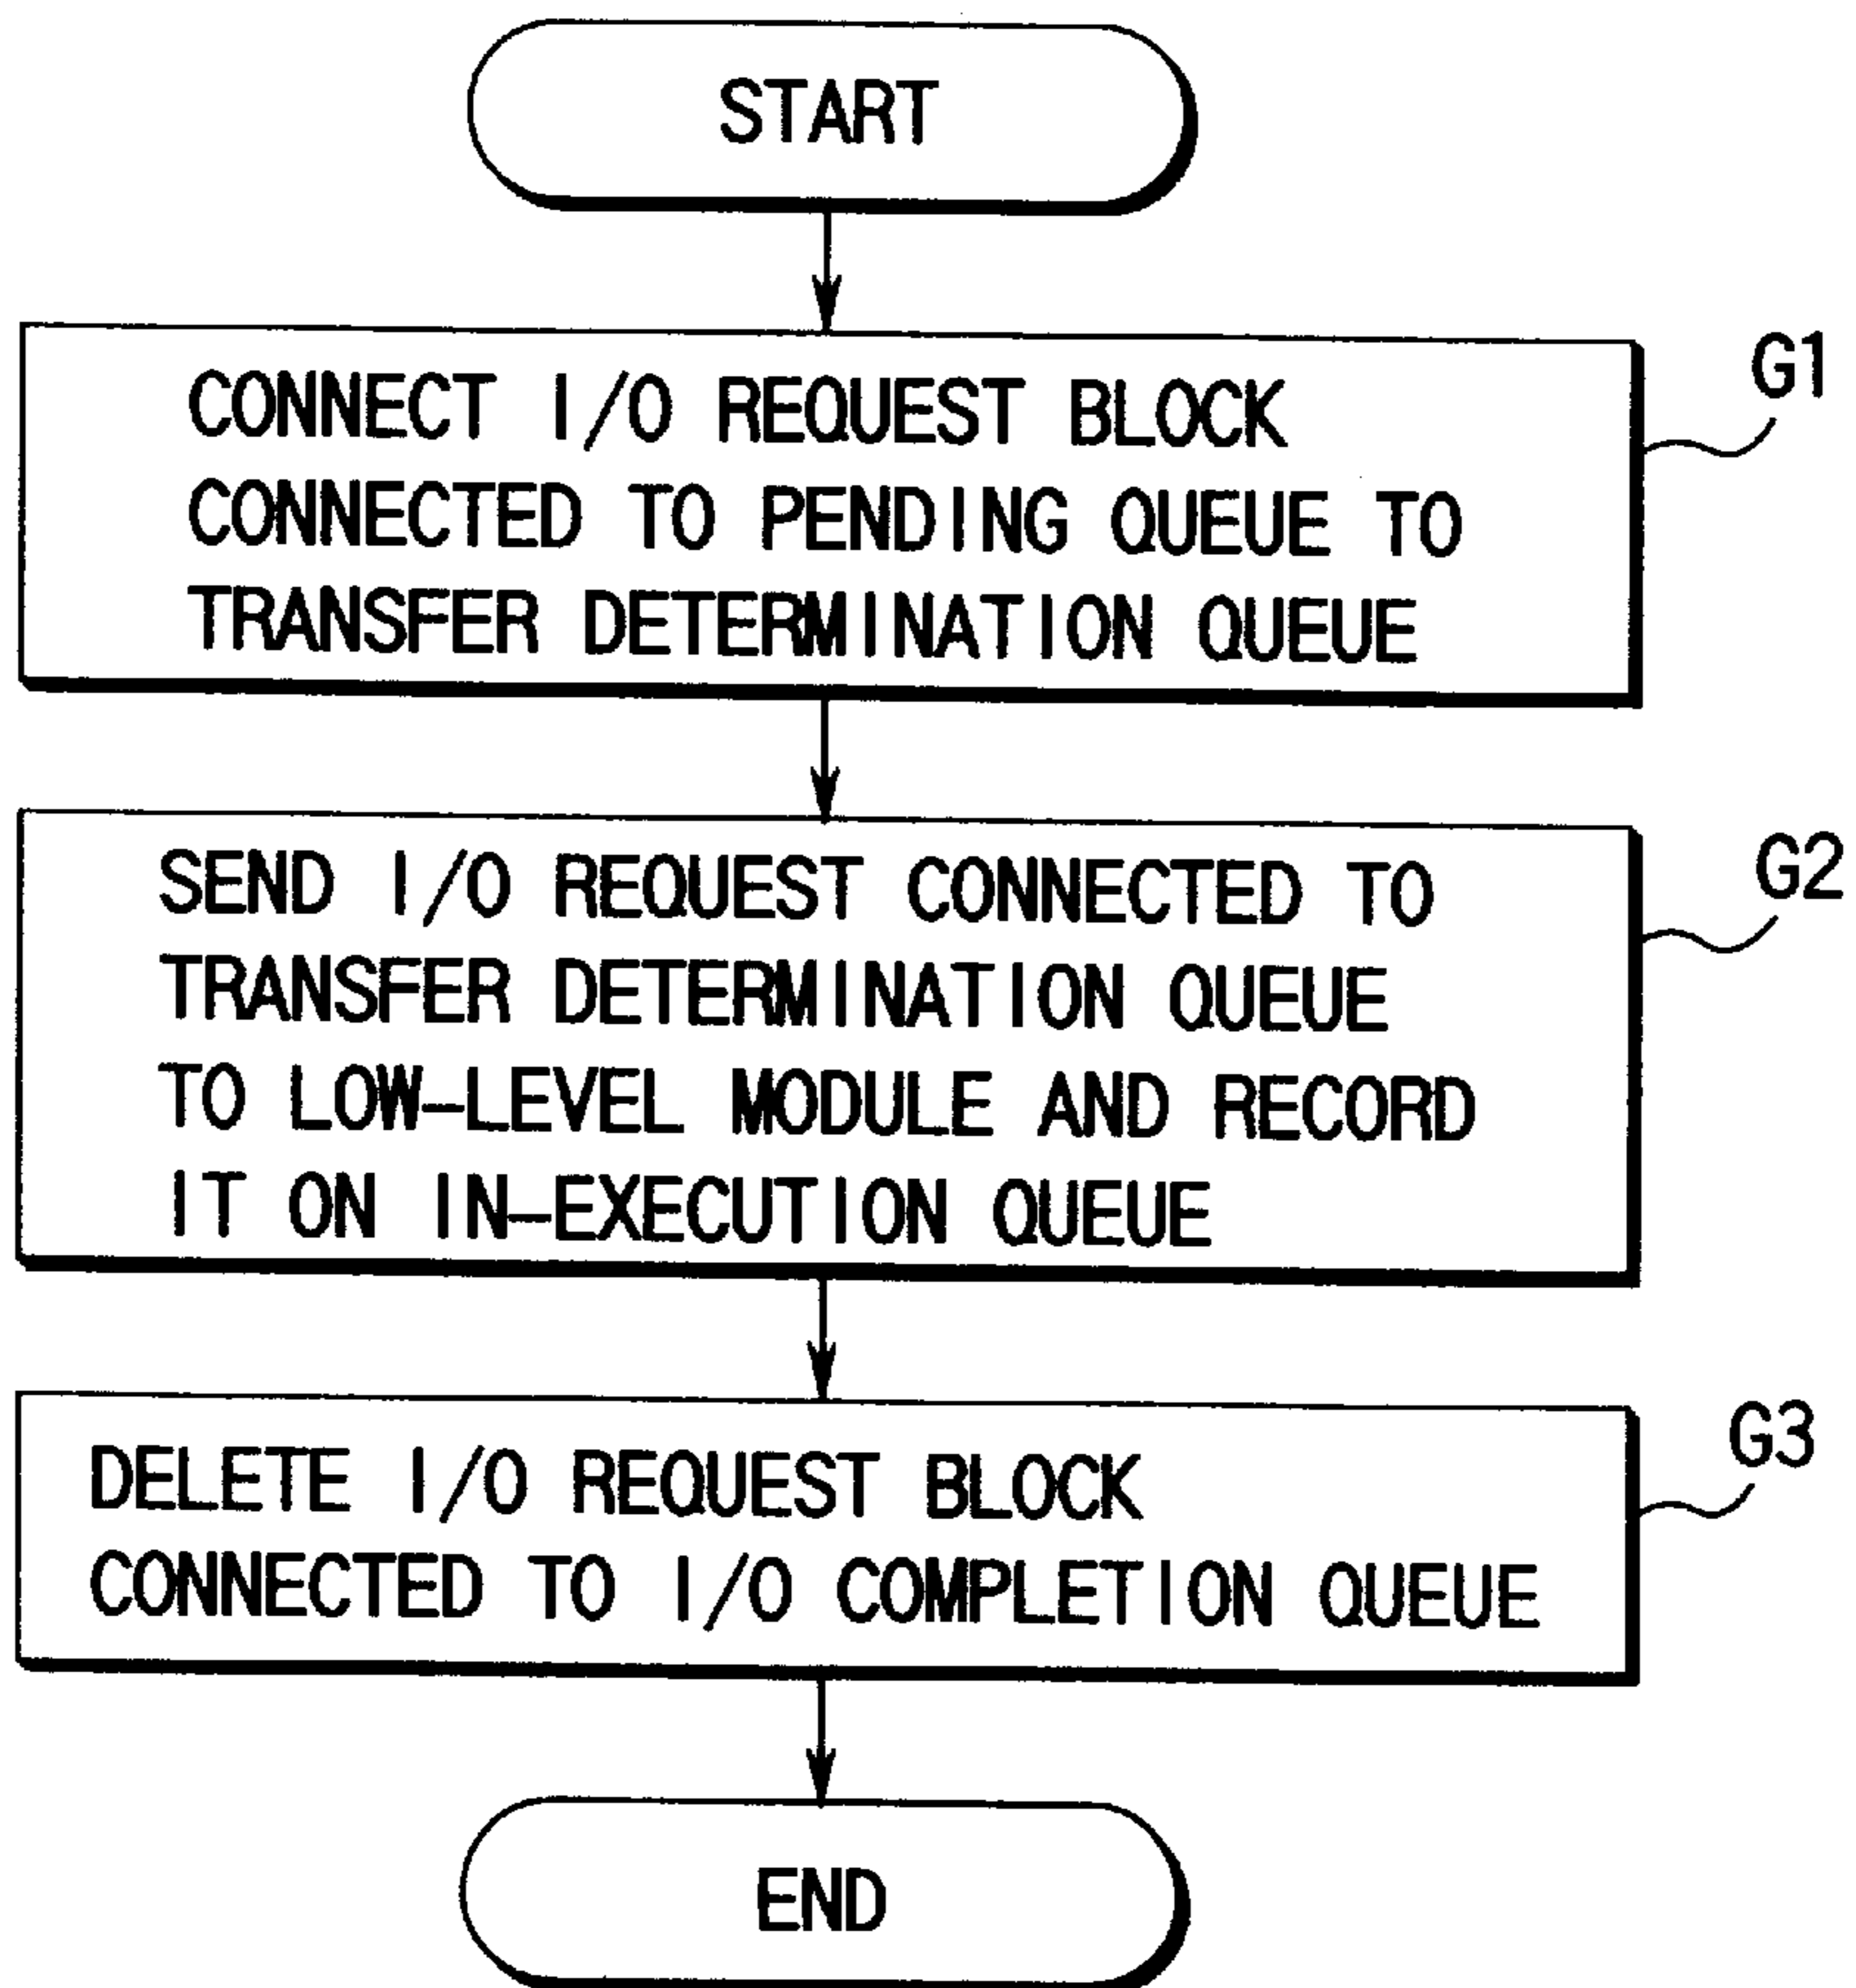 START
CONNECT I/O REQUEST BLOCK
CONNECTED TO PENDING QUEUE TO
TRANSFER DETERMINATION QUEUE
G1
SEND I/O REQUEST CONNECTED TO
TRANSFER DETERMINATION QUEUE
TO LOW-LEVEL MODULE AND RECORD
IT ON IN-EXECUTION QUEUE
G2
DELETE I/O REQUEST BLOCK
CONNECTED TO I/O COMPLETION QUEUE
G3
END